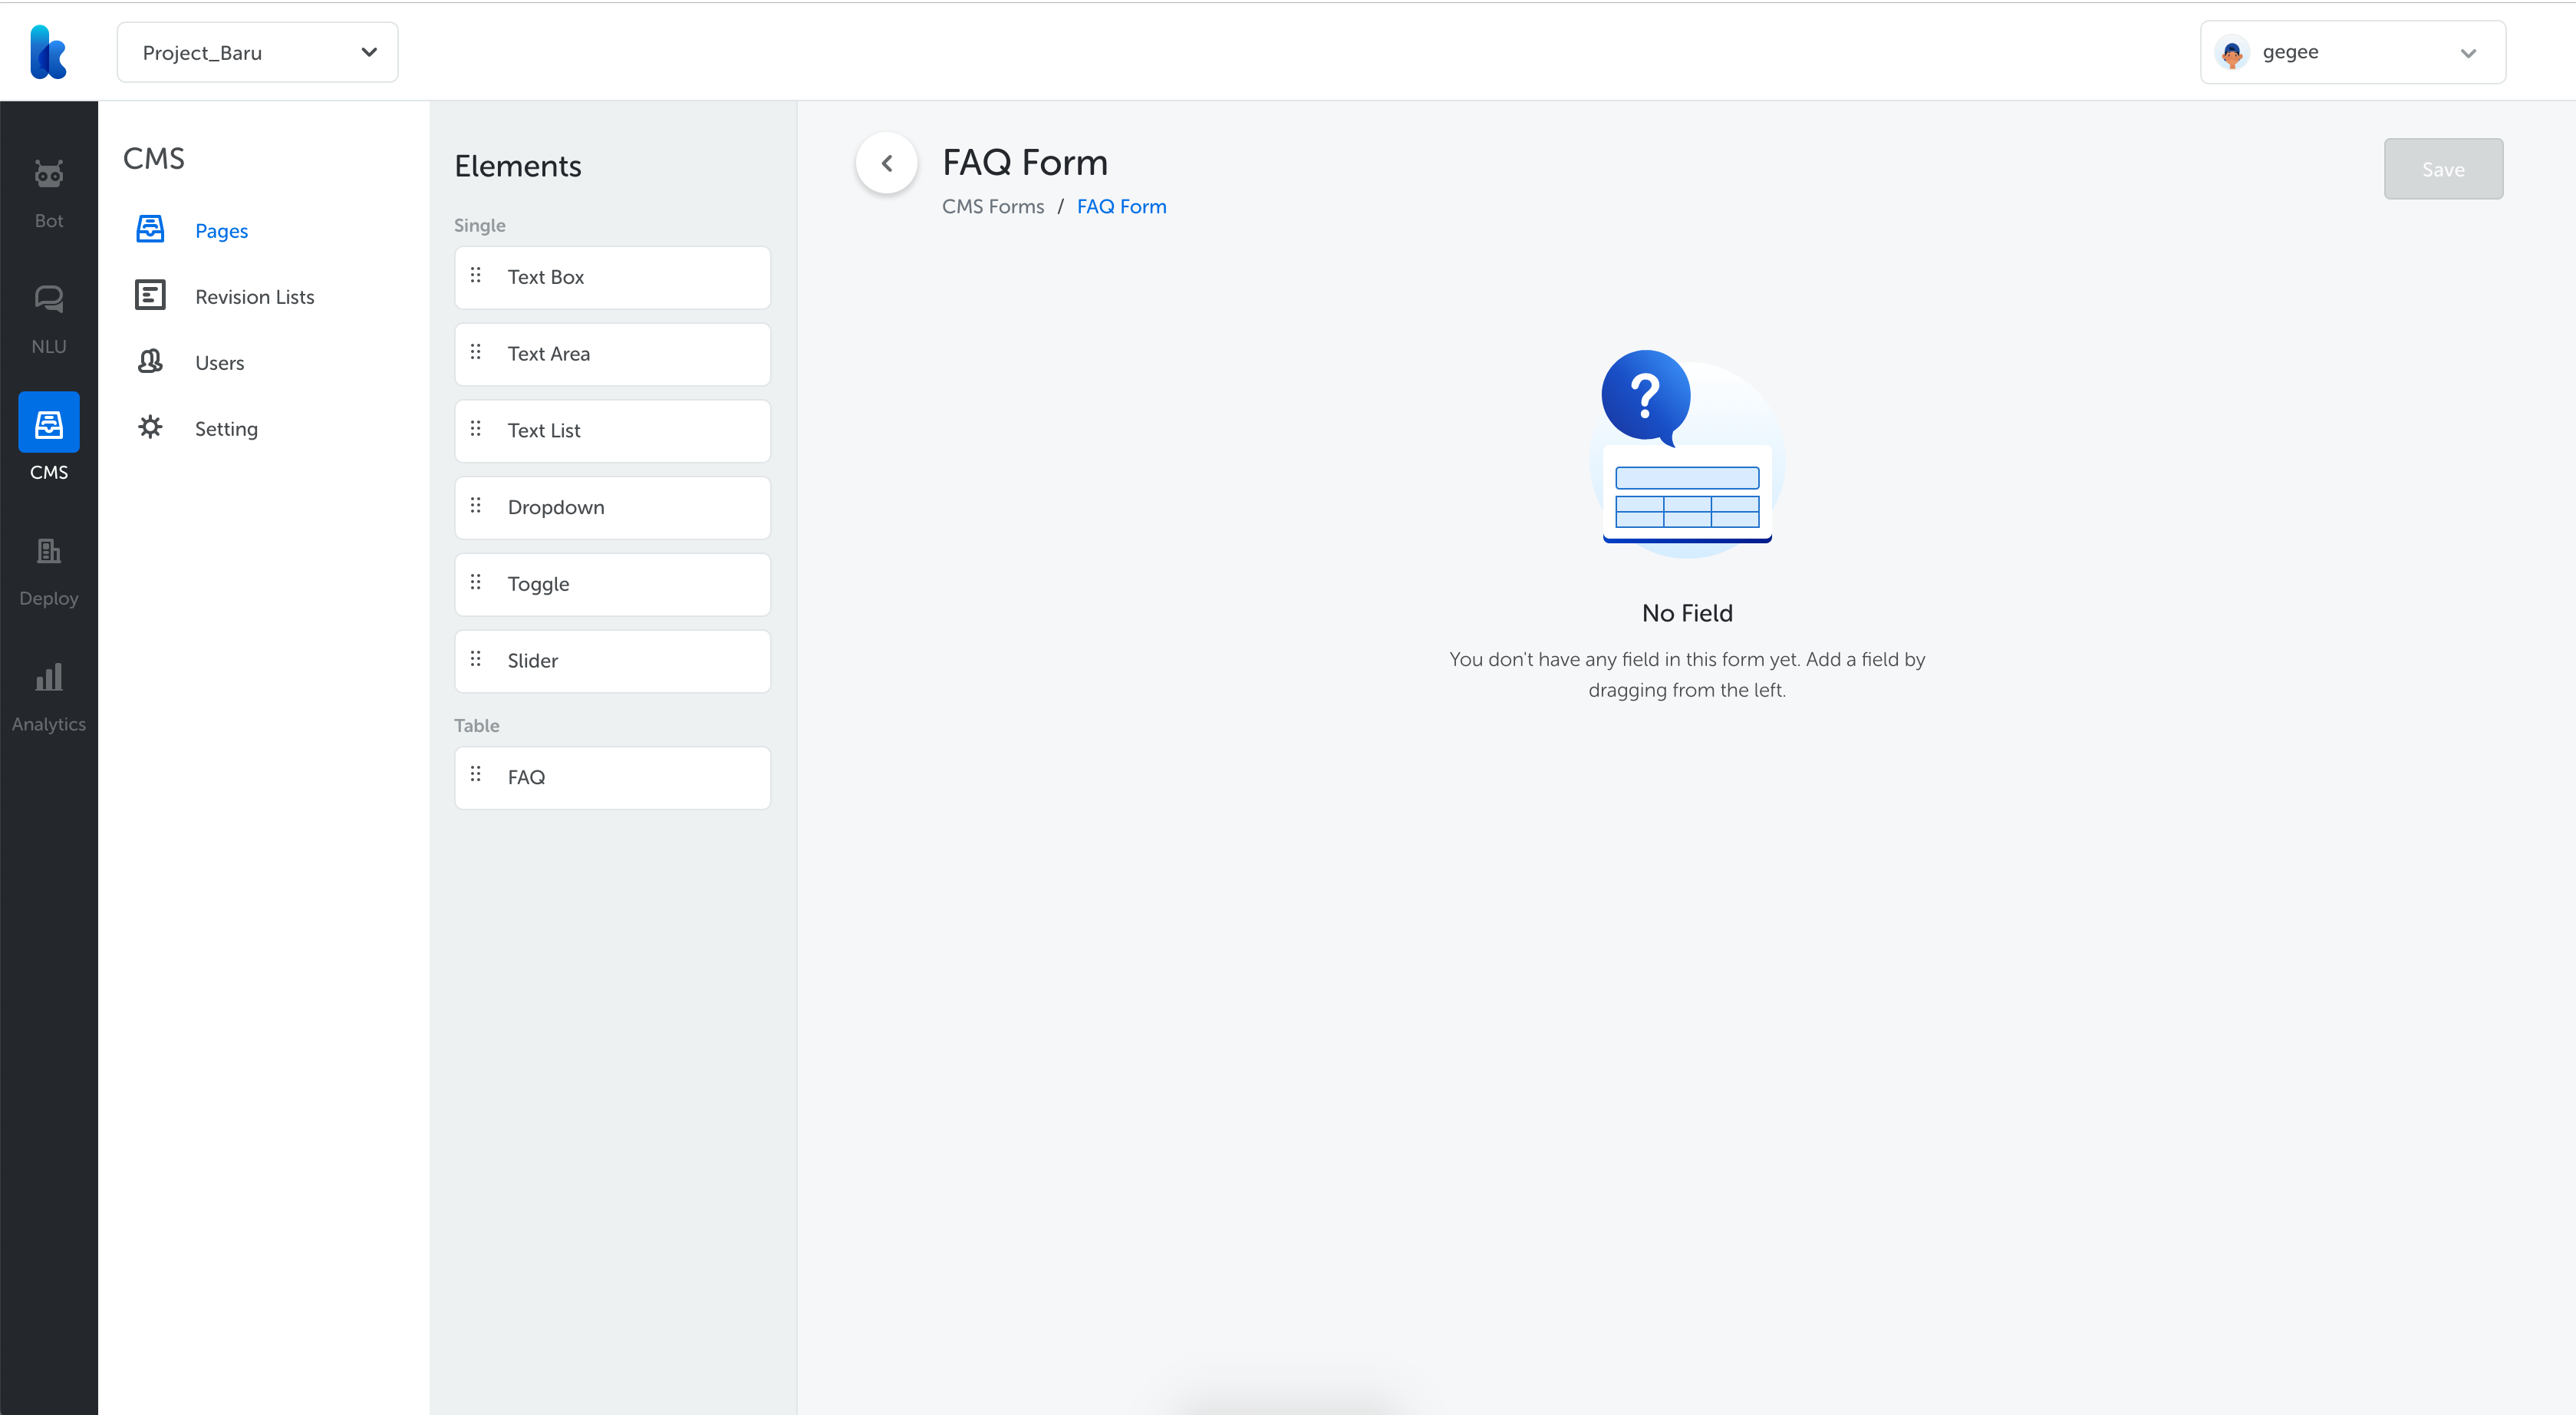 Project_Baru
gegee
Bot
NLU
CMS
Deploy
Analytics
CMS
Pages
Revision Lists
Users
Setting
Elements
Single
Text Box
Text Area
Text List
Dropdown
Toggle
Slider
Table
FAQ
FAQ Form
CMS Forms / FAQ Form
Save
?
No Field
You don't have any field in this form yet. Add a field by
dragging from the left.